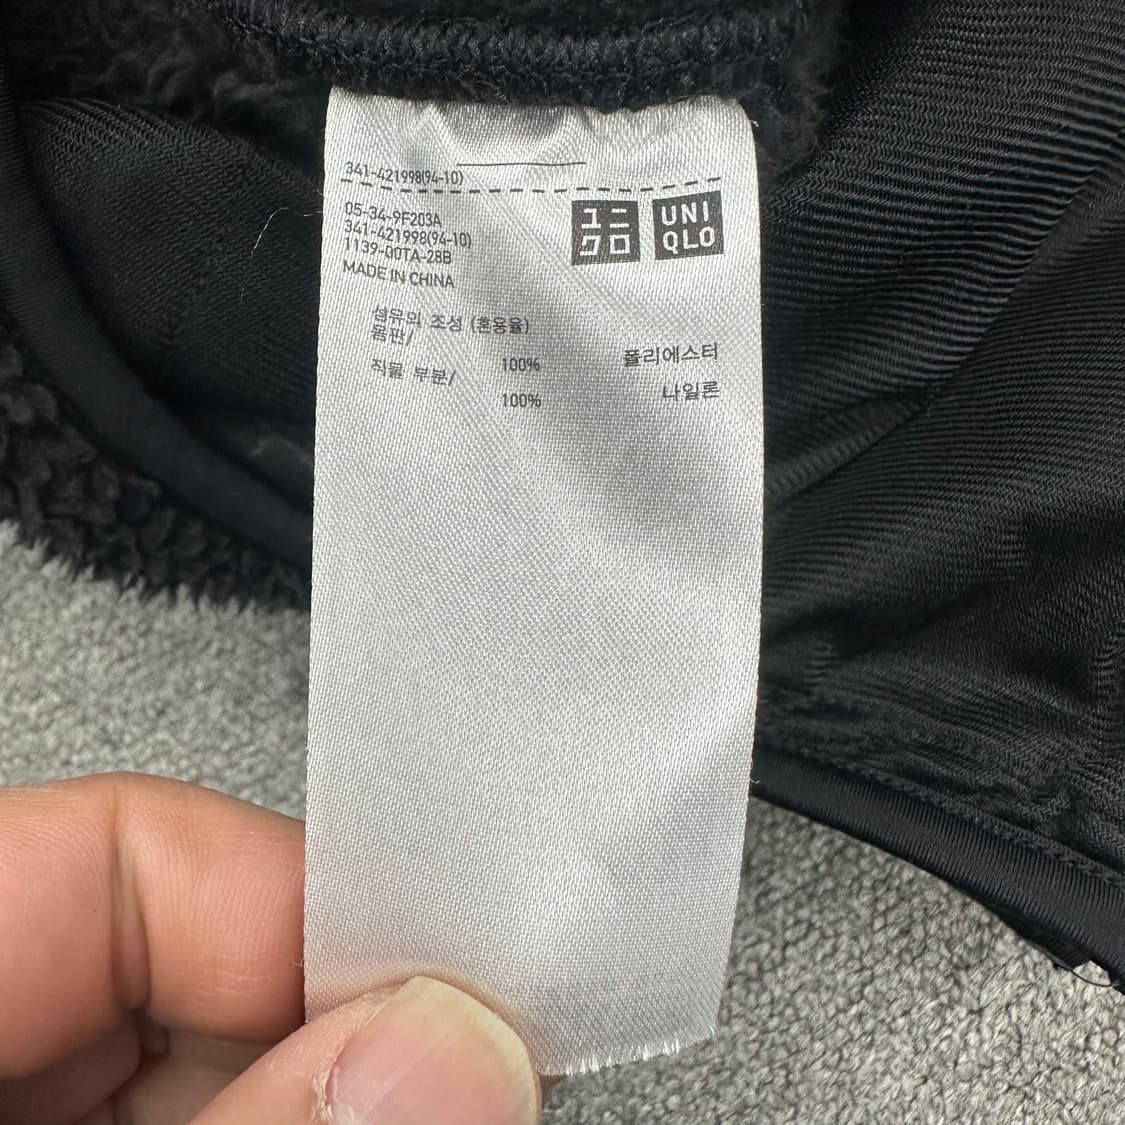 341-421998(94-10)
ユニ
クロ
UNI
QLO
05-34-9F203A
341-421998(94-10)
1139-00TA-28B
MADE IN CHINA
섬유의 조성 (혼용율)
몸판/
100% 폴리에스터
직물 부분/
100% 나일론